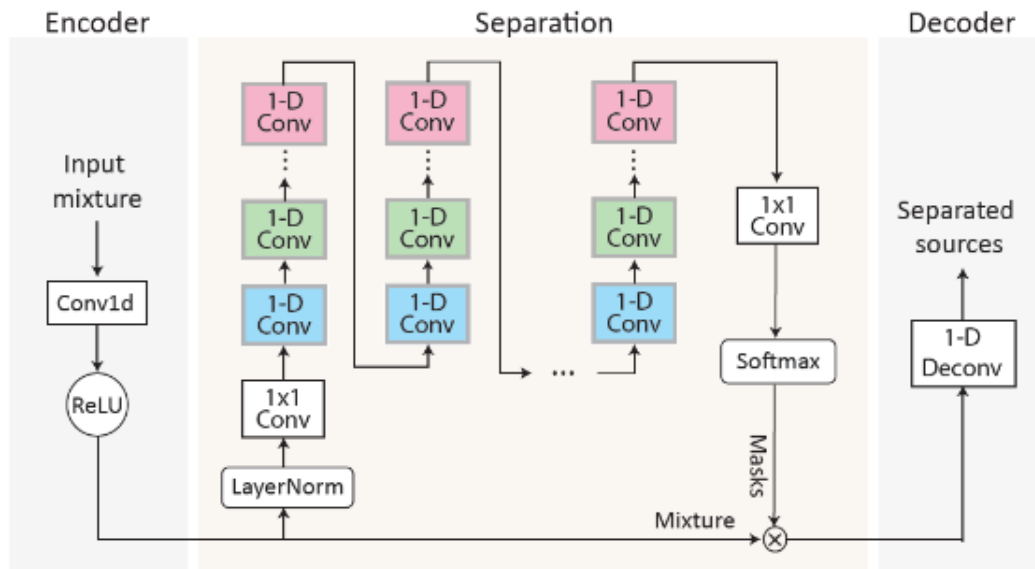 Encoder
Separation
Decoder
Input
mixture
Conv1d
ReLU
1-D
Conv
⋮
1-D
Conv
1-D
Conv
1x1
Conv
LayerNorm
1-D
Conv
⋮
1-D
Conv
1-D
Conv
...
1-D
Conv
⋮
1-D
Conv
1-D
Conv
1x1
Conv
Softmax
Masks
Mixture
Separated
sources
1-D
Deconv